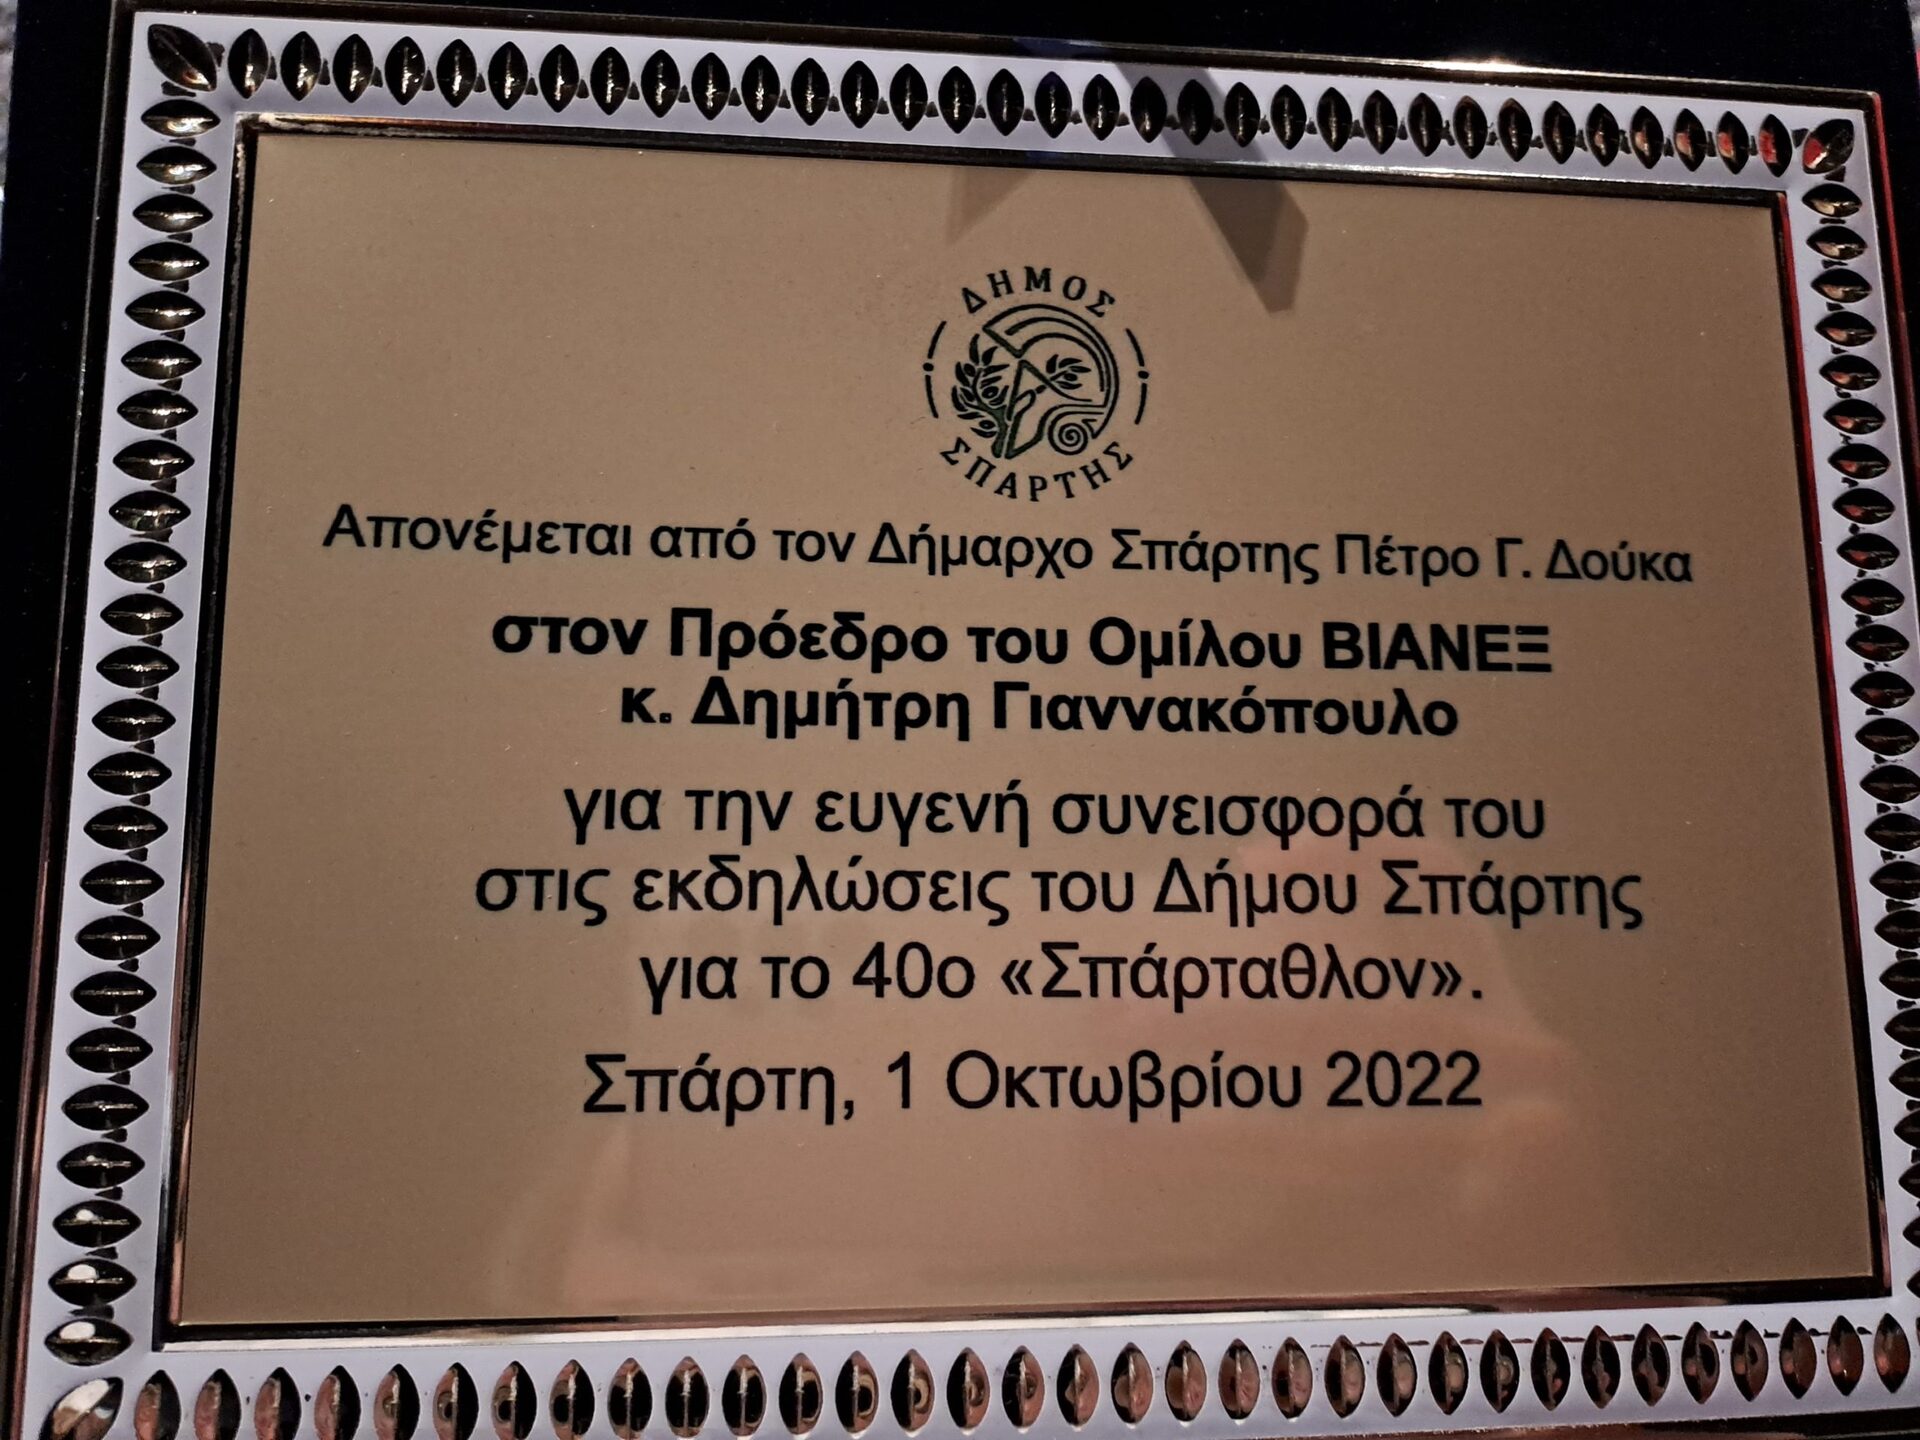 ΔΗΜΟΣ
ΣΠΑΡΤΗΣ
Απονέμεται από τον Δήμαρχο Σπάρτης Πέτρο Γ. Δούκα
στον Πρόεδρο του Ομίλου ΒΙΑΝΕΞ
κ. Δημήτρη Γιαννακόπουλο
για την ευγενή συνεισφορά του
στις εκδηλώσεις του Δήμου Σπάρτης
για το 40ο «Σπάρταθλον».
Σπάρτη, 1 Οκτωβρίου 2022